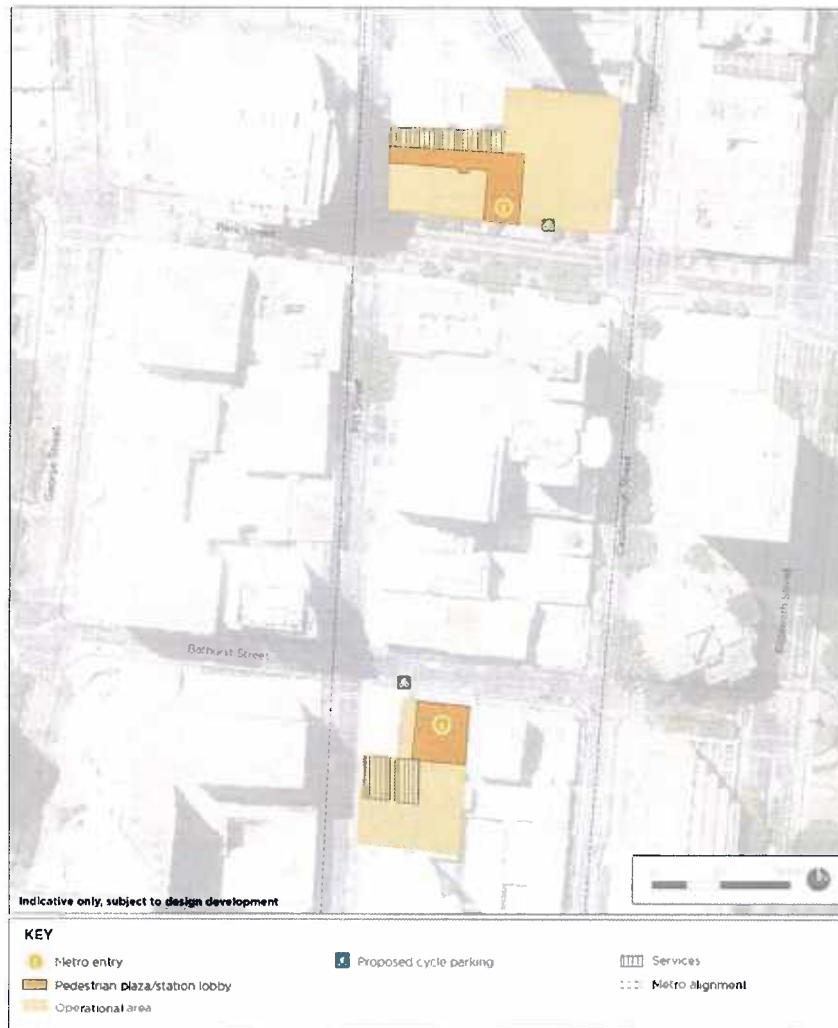 Park Street
Pitt Street
George Street
Castlereagh Street
Elizabeth Street
Bathurst Street
Indicative only, subject to design development
KEY
Metro entry
Pedestrian plaza/station lobby
Operational area
Proposed cycle parking
Services
Metro alignment